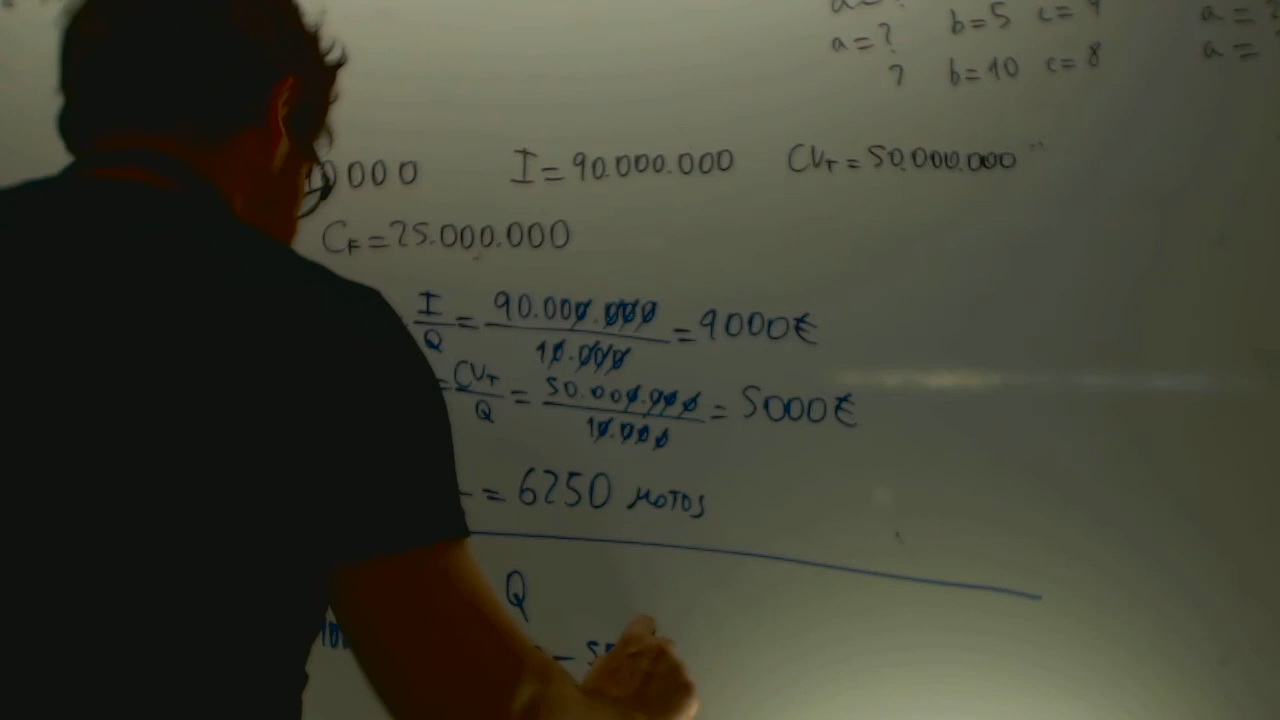 a=? b=5 c=4 a=
? b=10 c=8 a=
0000 I=90.000.000 CVT=50.000.000
CF=25.000.000
I/Q = 90.000.000/10.000 = 9000€
= CVT/Q = 50.000.000/10.000 = 5000€
= 6250 MOTOS
Q